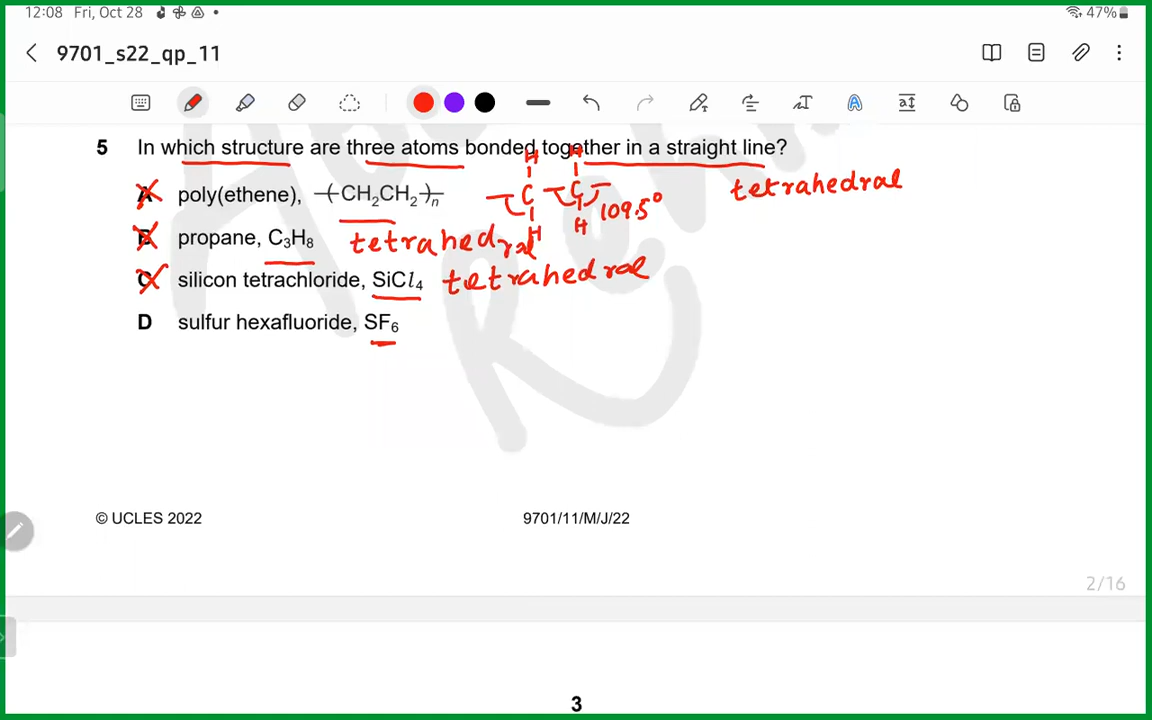 12:08 Fri, Oct 28
47%
9701_s22_qp_11
5 In which structure are three atoms bonded together in a straight line?
A poly(ethene), —(CH₂CH₂)—ₙ
H H
C C
H H
109.5°
tetrahedral
B propane, C₃H₈ tetrahedral
C silicon tetrachloride, SiCl₄ tetrahedral
D sulfur hexafluoride, SF₆
© UCLES 2022 9701/11/M/J/22
2/16
3